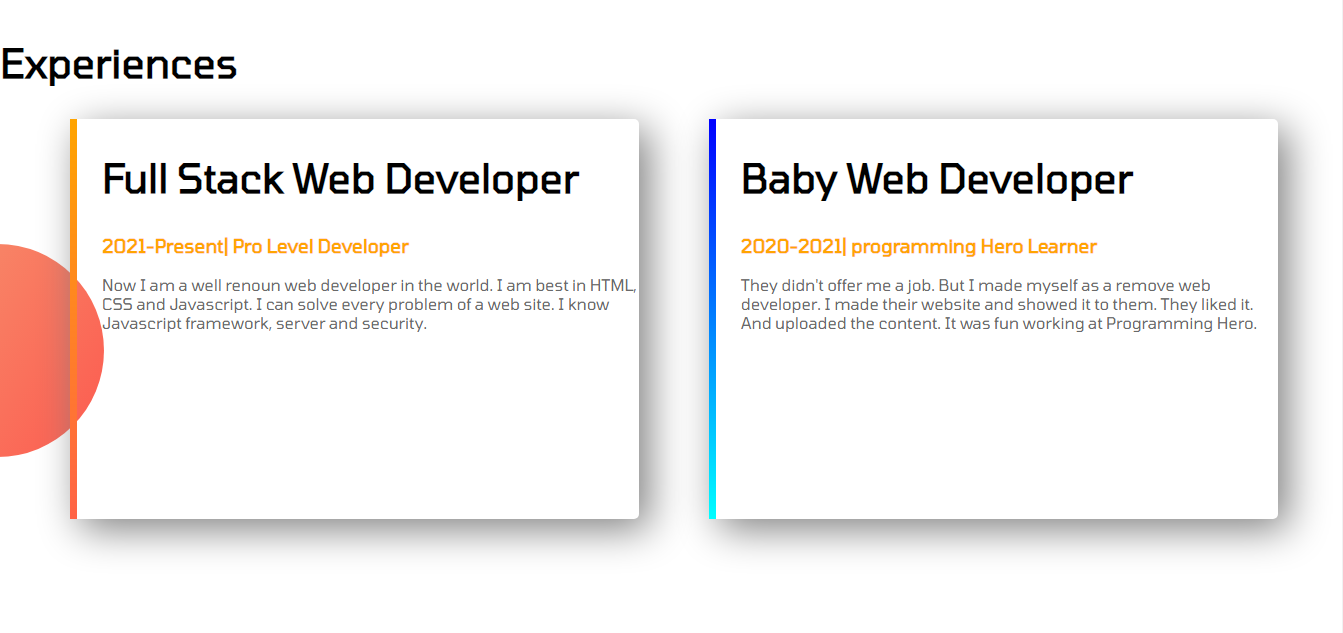 Experiences
Full Stack Web Developer
2021-Present| Pro Level Developer
Now I am a well renoun web developer in the world. I am best in HTML,
CSS and Javascript. I can solve every problem of a web site. I know
Javascript framework, server and security.
Baby Web Developer
2020-2021| programming Hero Learner
They didn't offer me a job. But I made myself as a remove web
developer. I made their website and showed it to them. They liked it.
And uploaded the content. It was fun working at Programming Hero.